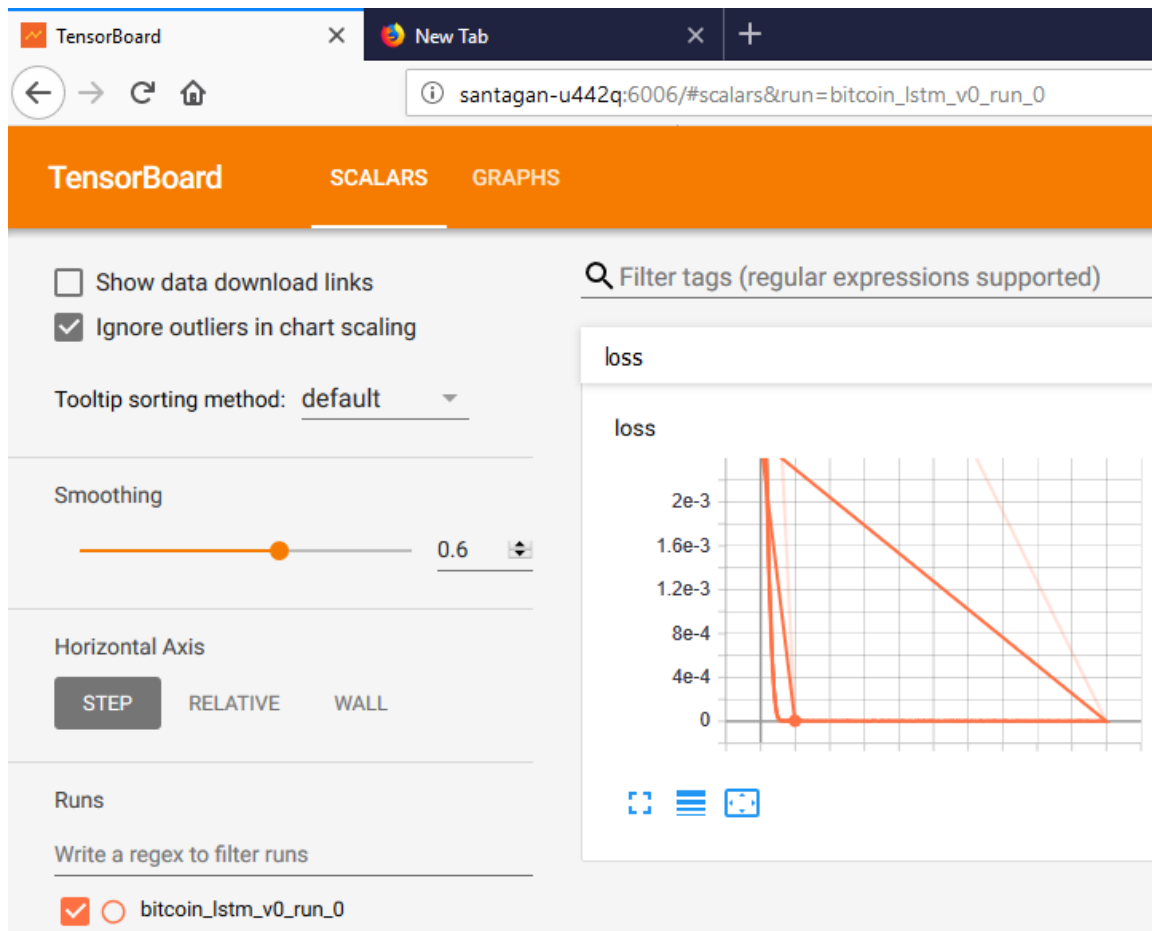 TensorBoard
New Tab
santagan-u442q:6006/#scalars&run=bitcoin_lstm_v0_run_0
TensorBoard SCALARS GRAPHS
Show data download links
Ignore outliers in chart scaling
Tooltip sorting method: default
Smoothing
0.6
Horizontal Axis
STEP RELATIVE WALL
Runs
Write a regex to filter runs
bitcoin_lstm_v0_run_0
Filter tags (regular expressions supported)
loss
loss
2e-3
1.6e-3
1.2e-3
8e-4
4e-4
0